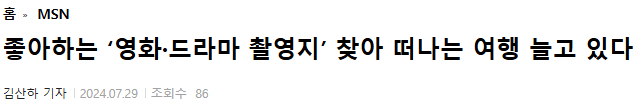 홈 » MSN
좋아하는 ‘영화·드라마 촬영지’ 찾아 떠나는 여행 늘고 있다
김산하 기자 | 2024.07.29 | 조회수 86